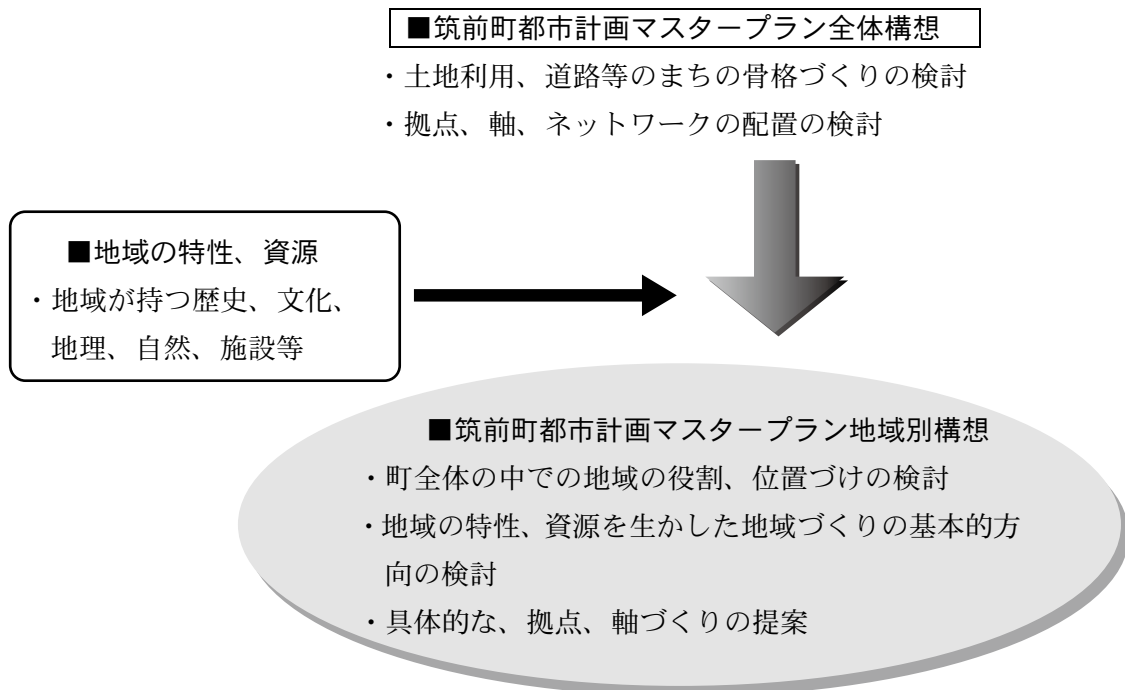 ■筑前町都市計画マスタープラン全体構想
・土地利用、道路等のまちの骨格づくりの検討
・拠点、軸、ネットワークの配置の検討
■地域の特性、資源
・地域が持つ歴史、文化、
地理、自然、施設等
■筑前町都市計画マスタープラン地域別構想
・町全体の中での地域の役割、位置づけの検討
・地域の特性、資源を生かした地域づくりの基本的方
向の検討
・具体的な、拠点、軸づくりの提案